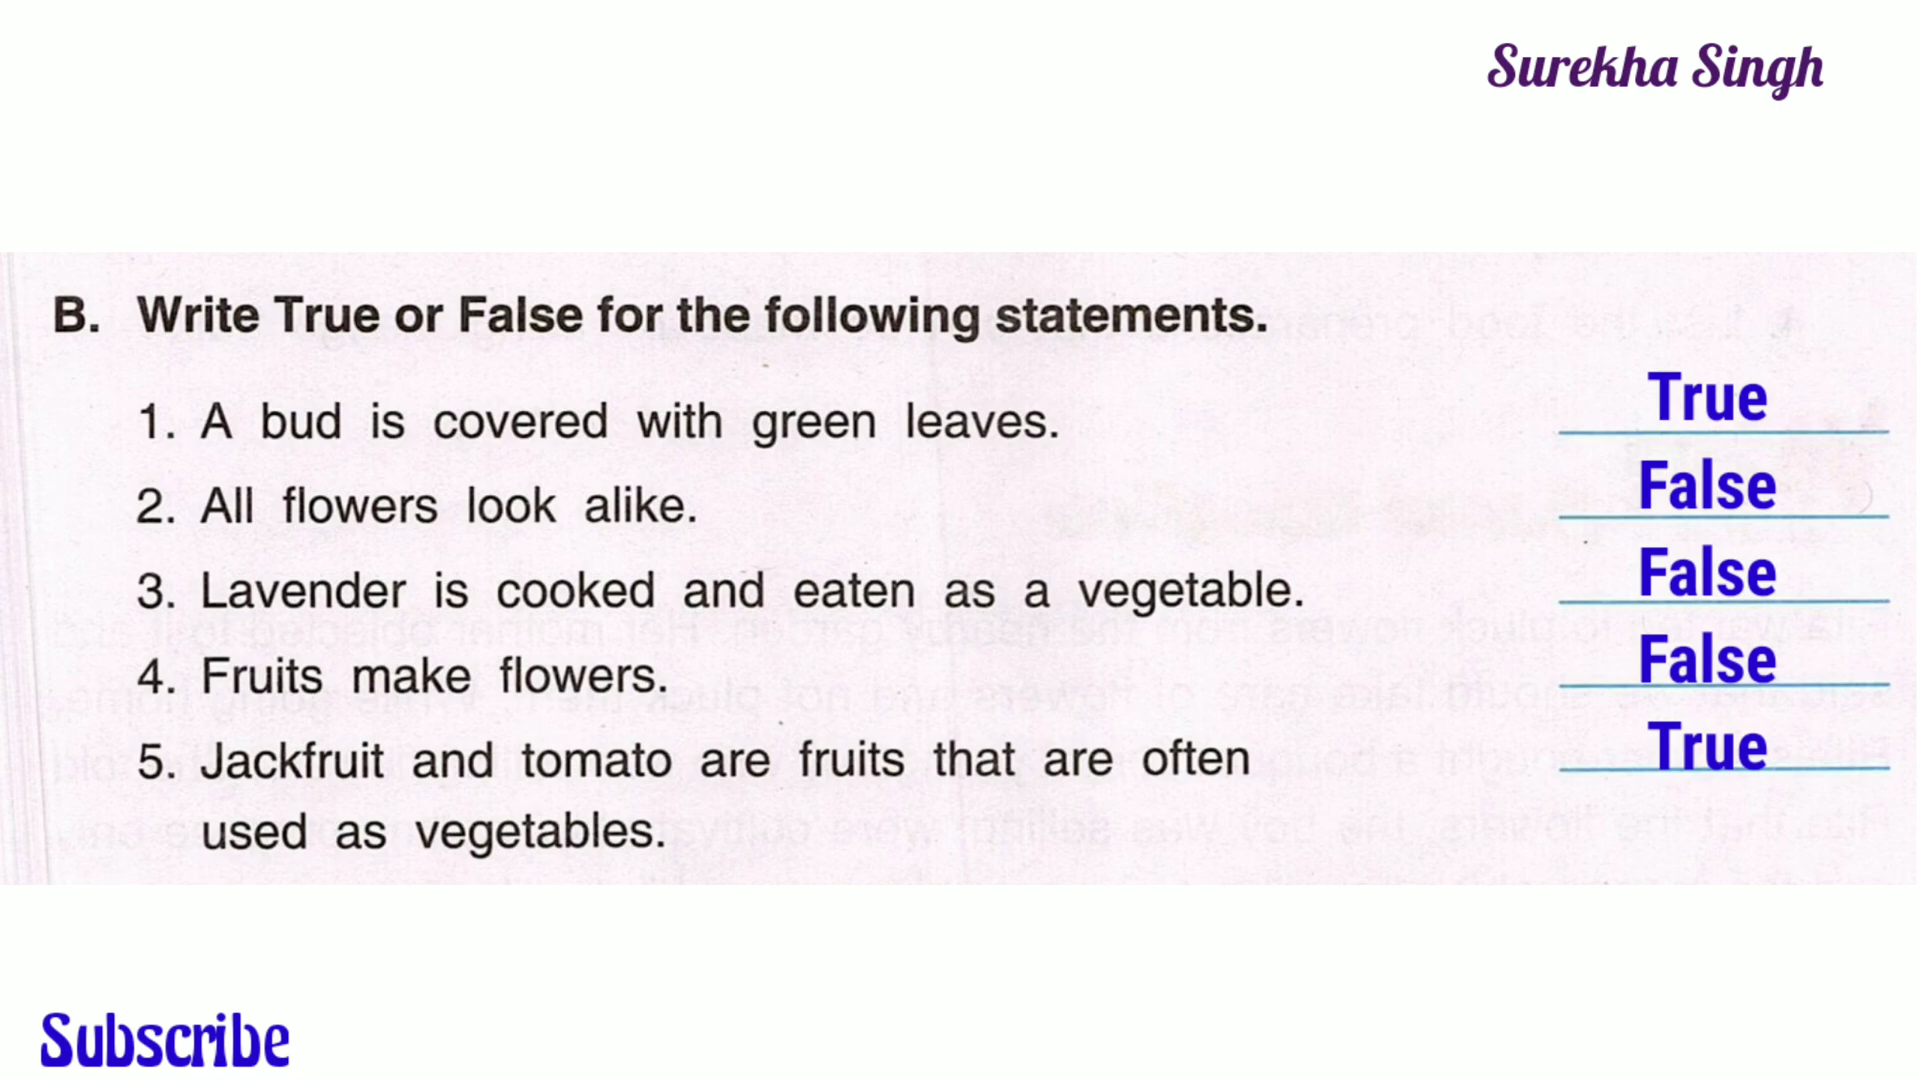 Surekha Singh
B. Write True or False for the following statements.
1. A bud is covered with green leaves. True
2. All flowers look alike. False
3. Lavender is cooked and eaten as a vegetable. False
4. Fruits make flowers. False
5. Jackfruit and tomato are fruits that are often True
used as vegetables.
Subscribe